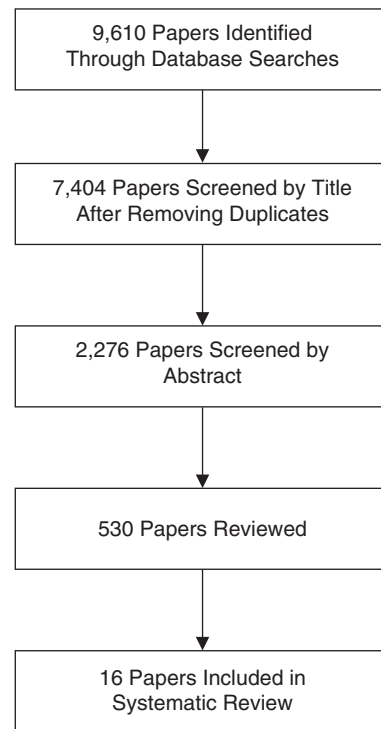 9,610 Papers Identified
Through Database Searches
7,404 Papers Screened by Title
After Removing Duplicates
2,276 Papers Screened by
Abstract
530 Papers Reviewed
16 Papers Included in
Systematic Review